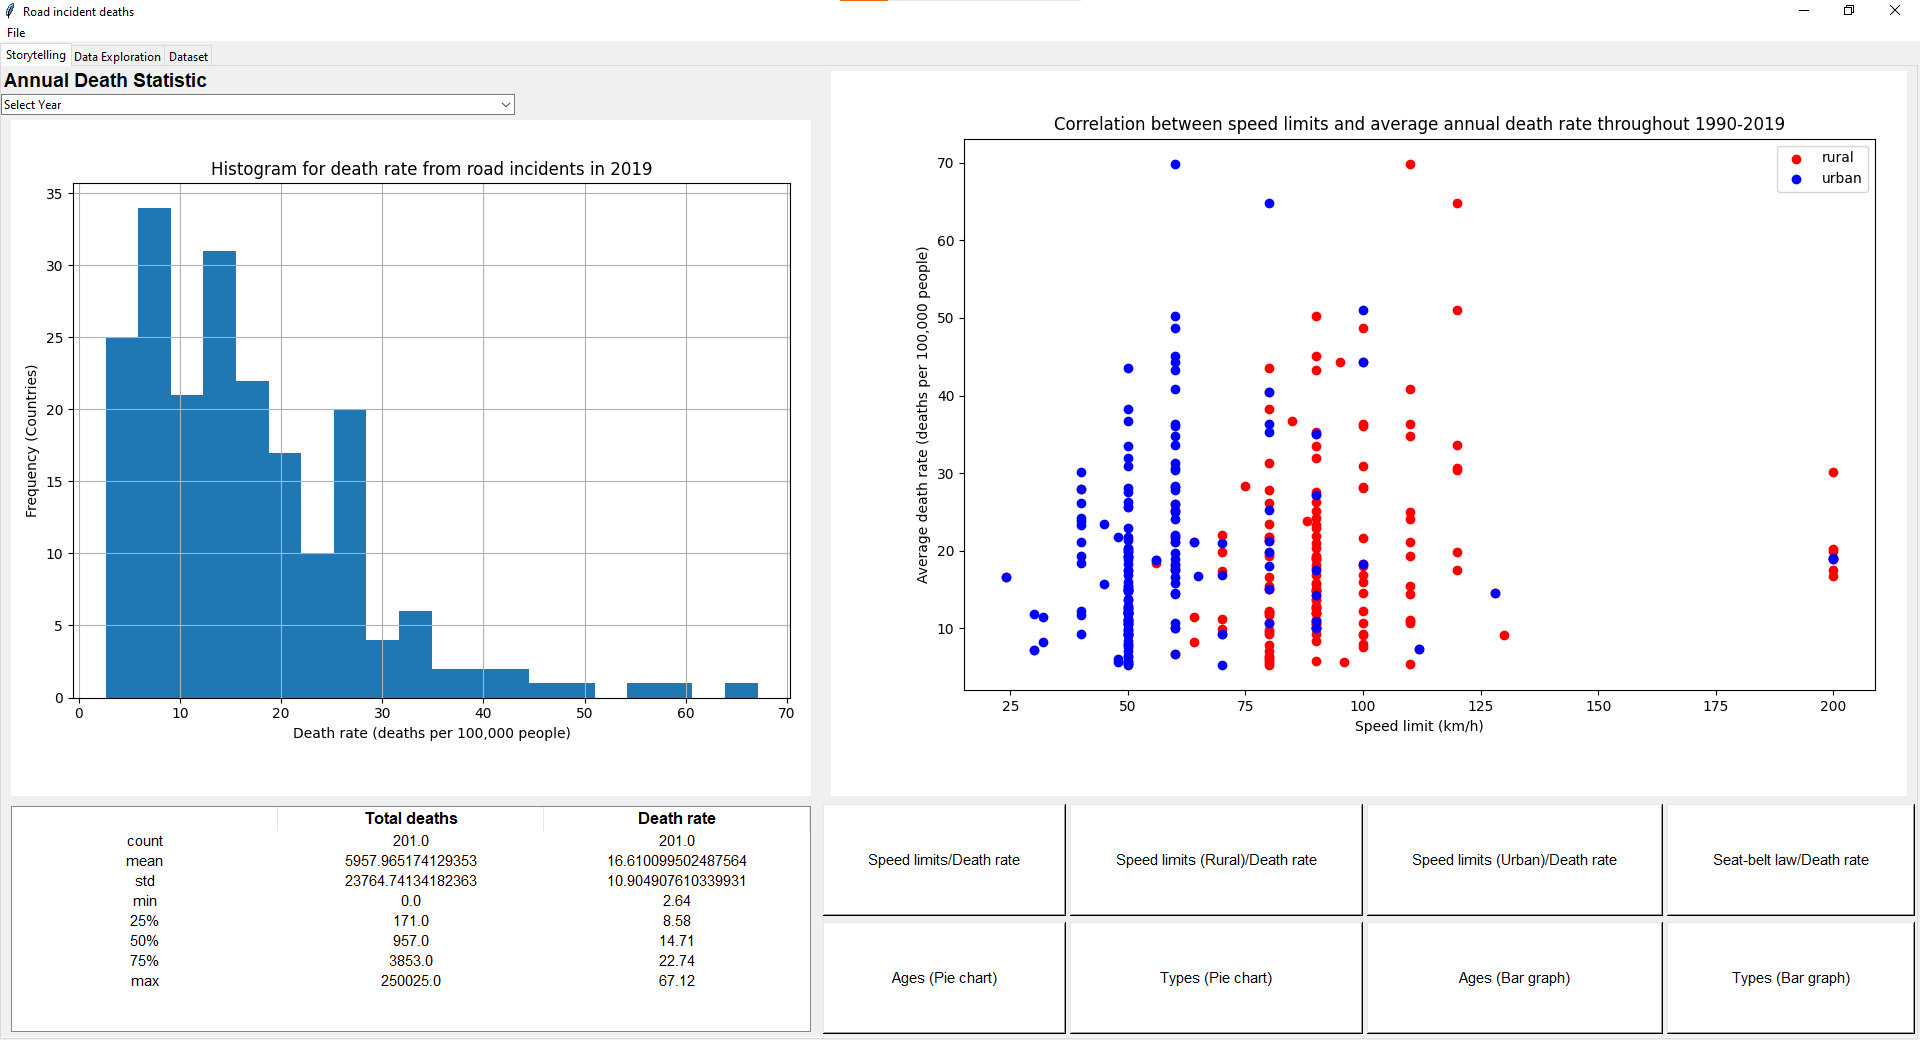 Road incident deaths
File
Storytelling Data Exploration Dataset
Annual Death Statistic
Select Year
Histogram for death rate from road incidents in 2019
35
30
25
20
15
10
5
0
Frequency (Countries)
0 10 20 30 40 50 60 70
Death rate (deaths per 100,000 people)
Correlation between speed limits and average annual death rate throughout 1990-2019
rural
urban
70
60
50
40
30
20
10
Average death rate (deaths per 100,000 people)
25 50 75 100 125 150 175 200
Speed limit (km/h)
Total deaths Death rate
count 201.0 201.0
mean 5957.965174129353 16.610099502487564
std 23764.74134182363 10.904907610339931
min 0.0 2.64
25% 171.0 8.58
50% 957.0 14.71
75% 3853.0 22.74
max 250025.0 67.12
Speed limits/Death rate Speed limits (Rural)/Death rate Speed limits (Urban)/Death rate Seat-belt law/Death rate
Ages (Pie chart) Types (Pie chart) Ages (Bar graph) Types (Bar graph)